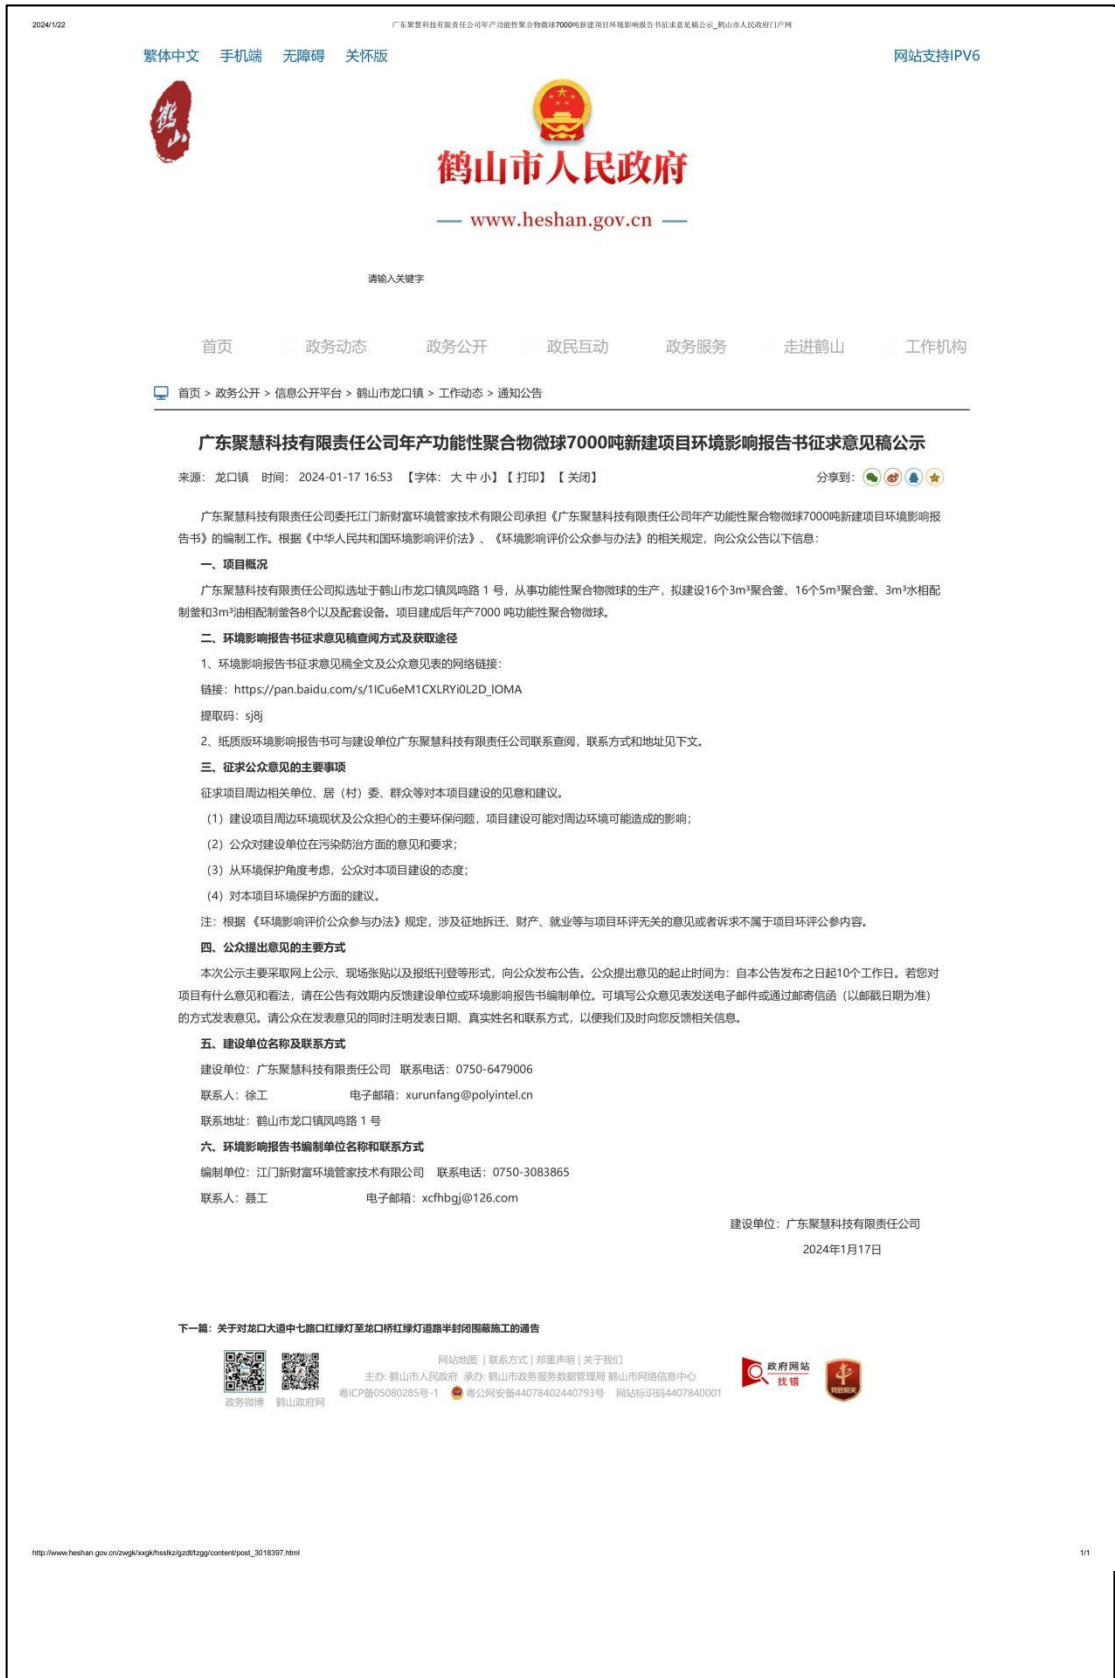 2024/1/22
广东聚慧科技有限责任公司年产功能性聚合物微球7000吨新建项目环境影响报告书征求意见稿公示_鹤山市人民政府门户网
繁体中文 手机端 无障碍 关怀版 网站支持IPV6
鹤山
鹤山市人民政府
www.heshan.gov.cn
请输入关键字
首页 政务动态 政务公开 政民互动 政务服务 走进鹤山 工作机构
首页 > 政务公开 > 信息公开平台 > 鹤山市龙口镇 > 工作动态 > 通知公告
广东聚慧科技有限责任公司年产功能性聚合物微球7000吨新建项目环境影响报告书征求意见稿公示
来源: 龙口镇 时间: 2024-01-17 16:53 【字体: 大 中 小】【 打印】【 关闭】 分享到:
广东聚慧科技有限责任公司委托江门新财富环境管家技术有限公司承担《广东聚慧科技有限责任公司年产功能性聚合物微球7000吨新建项目环境影响报
告书》的编制工作。根据《中华人民共和国环境影响评价法》、《环境影响评价公众参与办法》的相关规定，向公众公告以下信息：
一、项目概况
广东聚慧科技有限责任公司拟选址于鹤山市龙口镇凤鸣路 1 号，从事功能性聚合物微球的生产，拟建设16个3m³聚合釜、16个5m³聚合釜、3m³水相配
制釜和3m³油相配制釜各8个以及配套设备。项目建成后年产7000 吨功能性聚合物微球。
二、环境影响报告书征求意见稿查阅方式及获取途径
1、环境影响报告书征求意见稿全文及公众意见表的网络链接：
链接：https://pan.baidu.com/s/1ICu6eM1CXLRYi0L2D_lOMA
提取码：sj8j
2、纸质版环境影响报告书可与建设单位广东聚慧科技有限责任公司联系查阅，联系方式和地址见下文。
三、征求公众意见的主要事项
征求项目周边相关单位、居（村）委、群众等对本项目建设的见意和建议。
（1）建设项目周边环境现状及公众担心的主要环保问题，项目建设可能对周边环境可能造成的影响；
（2）公众对建设单位在污染防治方面的意见和要求；
（3）从环境保护角度考虑，公众对本项目建设的态度；
（4）对本项目环境保护方面的建议。
注：根据 《环境影响评价公众参与办法》规定，涉及征地拆迁、财产、就业等与项目环评无关的意见或者诉求不属于项目环评公参内容。
四、公众提出意见的主要方式
本次公示主要采取网上公示、现场张贴以及报纸刊登等形式，向公众发布公告。公众提出意见的起止时间为：自本公告发布之日起10个工作日。若您对
项目有什么意见和看法，请在公告有效期内反馈建设单位或环境影响报告书编制单位。可填写公众意见表发送电子邮件或通过邮寄信函（以邮戳日期为准）
的方式发表意见。请公众在发表意见的同时注明发表日期、真实姓名和联系方式，以便我们及时向您反馈相关信息。
五、建设单位名称及联系方式
建设单位：广东聚慧科技有限责任公司 联系电话：0750-6479006
联系人：徐工 电子邮箱：xurunfang@polyintel.cn
联系地址：鹤山市龙口镇凤鸣路 1 号
六、环境影响报告书编制单位名称和联系方式
编制单位：江门新财富环境管家技术有限公司 联系电话：0750-3083865
联系人：聂工 电子邮箱：xcfhbgj@126.com
建设单位：广东聚慧科技有限责任公司
2024年1月17日
下一篇：关于对龙口大道中七路口红绿灯至龙口桥红绿灯道路半封闭围蔽施工的通告
网站地图 | 联系方式 | 郑重声明 | 关于我们
主办: 鹤山市人民政府 承办: 鹤山市政务服务数据管理局 鹤山市网络信息中心
粤ICP备05080285号-1 粤公网安备44078402440793号 网站标识码4407840001
政务微博 鹤山政府网
政府网站
找错
党政机关
http://www.heshan.gov.cn/zwgk/xxgk/hsslkz/gzdt/tzgg/content/post_3018397.html
1/1